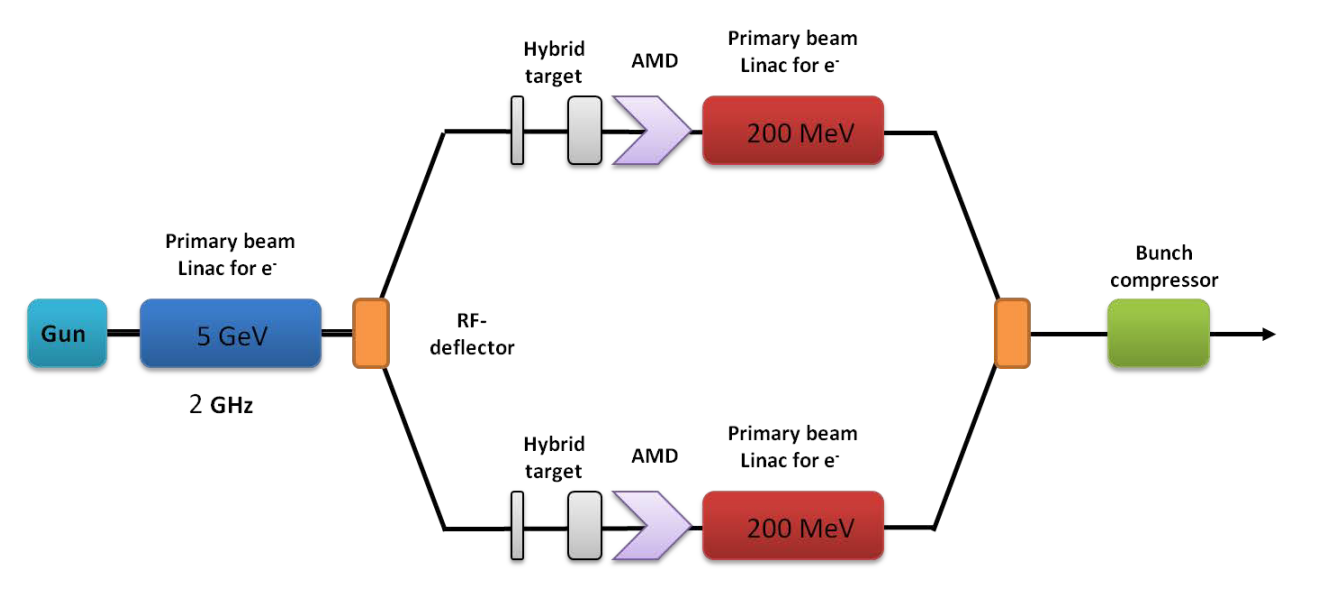 Hybrid
target
AMD
Primary beam
Linac for e-
200 MeV
Primary beam
Linac for e-
Gun
5 GeV
2 GHz
RF-
deflector
Bunch
compressor
Hybrid
target
AMD
Primary beam
Linac for e-
200 MeV